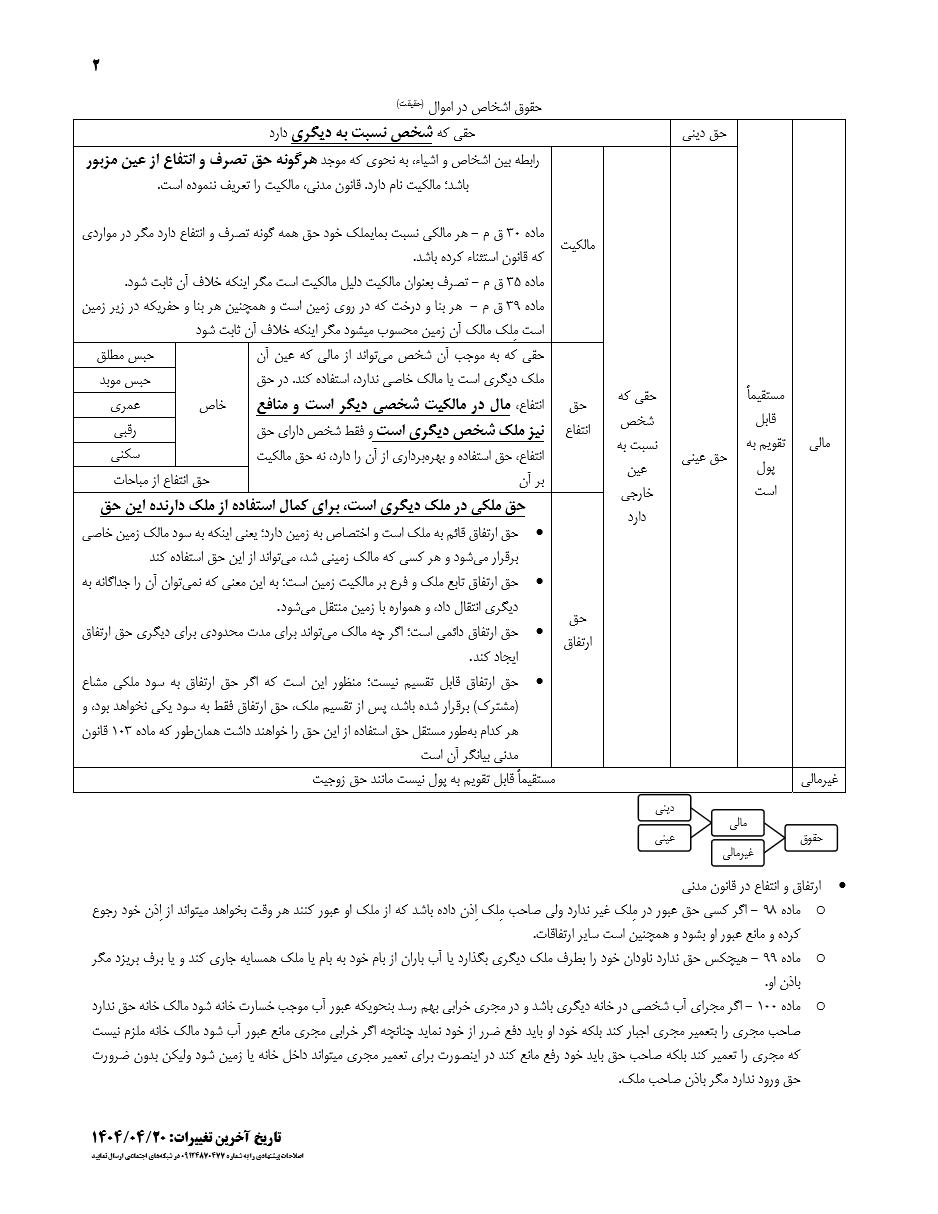 ۲
حقوق اشخاص در اموال (حقیقت)
مالی
مستقیماً
قابل
تقویم به
پول
است
حق دینی
حقی که شخص نسبت به دیگری دارد
حق عینی
حقی که
شخص
نسبت به
عین
خارجی
دارد
مالکیت
رابطه بین اشخاص و اشیاء، به نحوی که موجد هرگونه حق تصرف و انتفاع از عین مزبور
باشد؛ مالکیت نام دارد. قانون مدنی، مالکیت را تعریف ننموده است.
ماده ۳۰ ق م – هر مالکی نسبت بمایملک خود حق همه گونه تصرف و انتفاع دارد مگر در مواردی
که قانون استثناء کرده باشد.
ماده ۳۵ ق م – تصرف بعنوان مالکیت دلیل مالکیت است مگر اینکه خلاف آن ثابت شود.
ماده ۳۹ ق م – هر بنا و درخت که در روی زمین است و همچنین هر بنا و حفریکه در زیر زمین
است مِلک مالک آن زمین محسوب میشود مگر اینکه خلاف آن ثابت شود
حق
انتفاع
حقی که به موجب آن شخص می‌تواند از مالی که عین آن
ملک دیگری است یا مالک خاصی ندارد، استفاده کند. در حق
انتفاع، مال در مالکیت شخصی دیگر است و منافع
نیز ملک شخص دیگری است و فقط شخص دارای حق
انتفاع، حق استفاده و بهره‌برداری از آن را دارد، نه حق مالکیت
بر آن
خاص
حبس مطلق
حبس موبد
عمری
رقبی
سکنی
حق انتفاع از مباحات
حق
ارتفاق
حق ملکی در ملک دیگری است، برای کمال استفاده از ملک دارنده این حق
● حق ارتفاق قائم به ملک است و اختصاص به زمین دارد؛ یعنی اینکه به سود مالک زمین خاصی
برقرار می‌شود و هر کسی که مالک زمینی شد، می‌تواند از این حق استفاده کند
● حق ارتفاق تابع ملک و فرع بر مالکیت زمین است؛ به این معنی که نمی‌توان آن را جداگانه به
دیگری انتقال داد، و همواره با زمین منتقل می‌شود.
● حق ارتفاق دائمی است؛ اگر چه مالک می‌تواند برای مدت محدودی برای دیگری حق ارتفاق
ایجاد کند.
● حق ارتفاق قابل تقسیم نیست؛ منظور این است که اگر حق ارتفاق به سود ملکی مشاع
(مشترک) برقرار شده باشد، پس از تقسیم ملک، حق ارتفاق فقط به سود یکی نخواهد بود، و
هر کدام به‌طور مستقل حق استفاده از این حق را خواهند داشت همان‌طور که ماده ۱۰۳ قانون
مدنی بیانگر آن است
غیرمالی
مستقیماً قابل تقویم به پول نیست مانند حق زوجیت
حقوق
مالی
غیرمالی
دینی
عینی
● ارتفاق و انتفاع در قانون مدنی
○ ماده ۹۸ – اگر کسی حق عبور در مِلک غیر ندارد ولی صاحب مِلک اِذن داده باشد که از ملک او عبور کنند هر وقت بخواهد میتواند از اِذن خود رجوع
کرده و مانع عبور او بشود و همچنین است سایر ارتفاقات.
○ ماده ۹۹ – هیچکس حق ندارد ناودان خود را بطرف ملک دیگری بگذارد یا آب باران از بام خود به بام یا ملک همسایه جاری کند و یا برف بریزد مگر
باذن او.
○ ماده ۱۰۰ – اگر مجرای آب شخصی در خانه دیگری باشد و در مجری خرابی بهم رسد بنحویکه عبور آب موجب خسارت خانه شود مالک خانه حق ندارد
صاحب مجری را بتعمیر مجری اجبار کند بلکه خود او باید دفع ضرر از خود نماید چنانچه اگر خرابی مجری مانع عبور آب شود مالک خانه ملزم نیست
که مجری را تعمیر کند بلکه صاحب حق باید خود رفع مانع کند در اینصورت برای تعمیر مجری میتواند داخل خانه یا زمین شود ولیکن بدون ضرورت
حق ورود ندارد مگر باذن صاحب ملک.
تاریخ آخرین تغییرات: ۱۴۰۴/۰۴/۲۰
اصلاحات پیشنهادی را به شماره ۰۹۱۲۴۸۷۰۴۷۷ در شبکه‌های اجتماعی ارسال نمایید